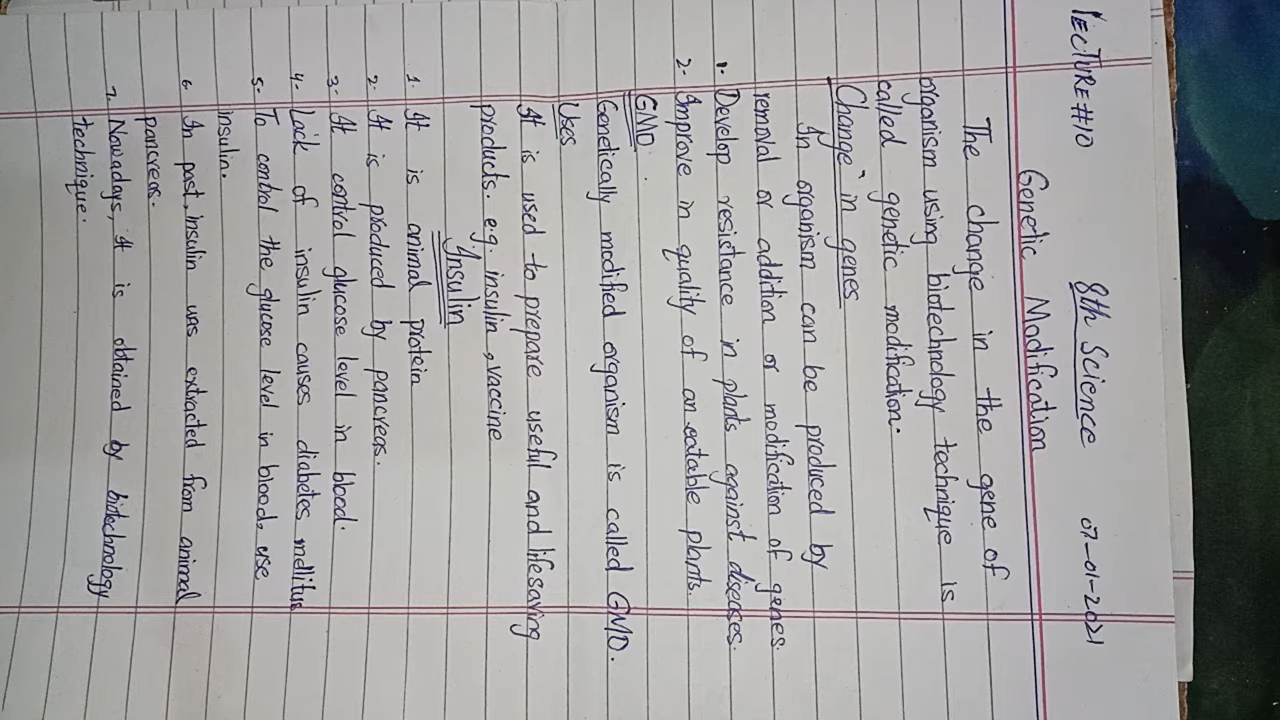 LECTURE #10 8th Science 07-01-2021
Genetic Modification
The change in the gene of
organism using biotechnology technique is
called genetic modification.
Change in genes
In organism can be produced by
removal or addition or modification of genes.
1. Develop resistance in plants against diseases.
2. Improve in quality of an eatable plants.
GMO.
Genetically modified organism is called GMO.
Uses
It is used to prepare useful and lifesaving
products. e.g. insulin, vaccine
Insulin
1. It is animal protein
2. It is produced by pancreas.
3. It control glucose level in blood.
4. Lack of insulin causes diabetes mellitus
5. To control the glucose level in blood, use
insulin.
6. In past, insulin was extracted from animal
pancreas.
7. Nowadays, it is obtained by biotechnology
technique.